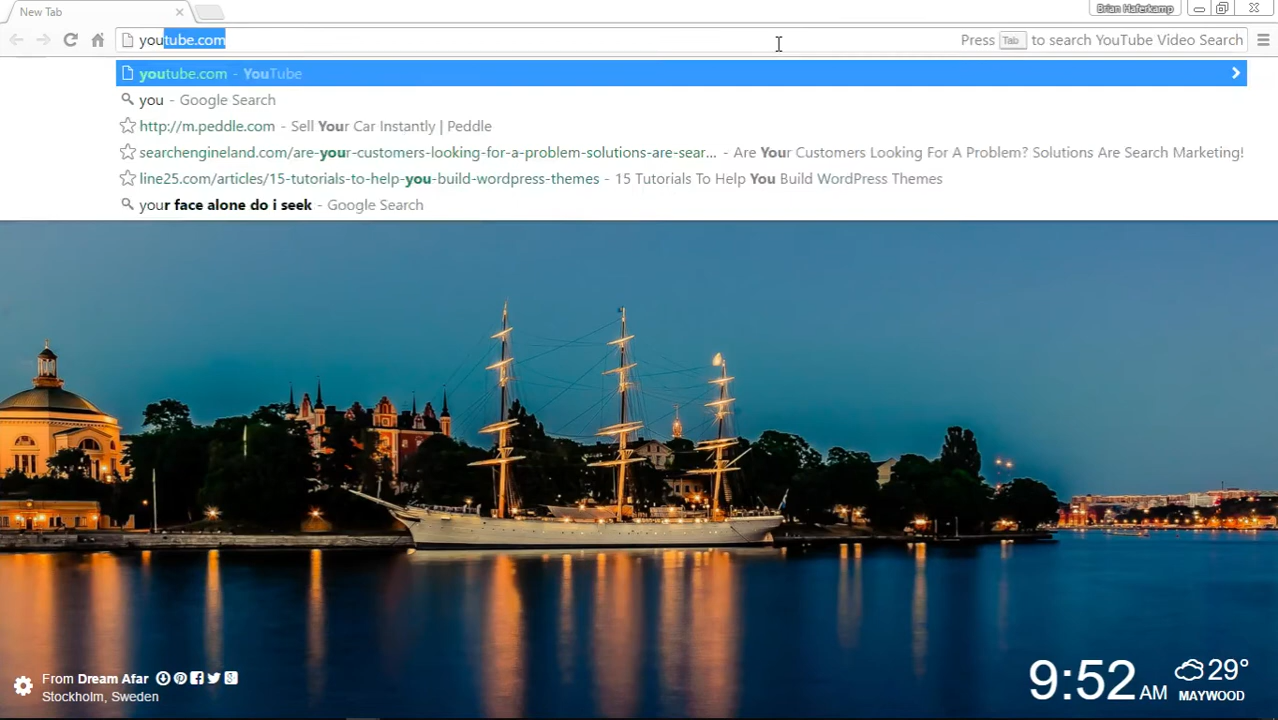 New Tab
Brian Haferkamp
youtube.com
Press Tab to search YouTube Video Search
youtube.com - YouTube
you - Google Search
http://m.peddle.com - Sell Your Car Instantly | Peddle
searchengineland.com/are-your-customers-looking-for-a-problem-solutions-are-sear... - Are Your Customers Looking For A Problem? Solutions Are Search Marketing!
line25.com/articles/15-tutorials-to-help-you-build-wordpress-themes - 15 Tutorials To Help You Build WordPress Themes
your face alone do i seek - Google Search
From Dream Afar
Stockholm, Sweden
9:52 AM
29°
MAYWOOD